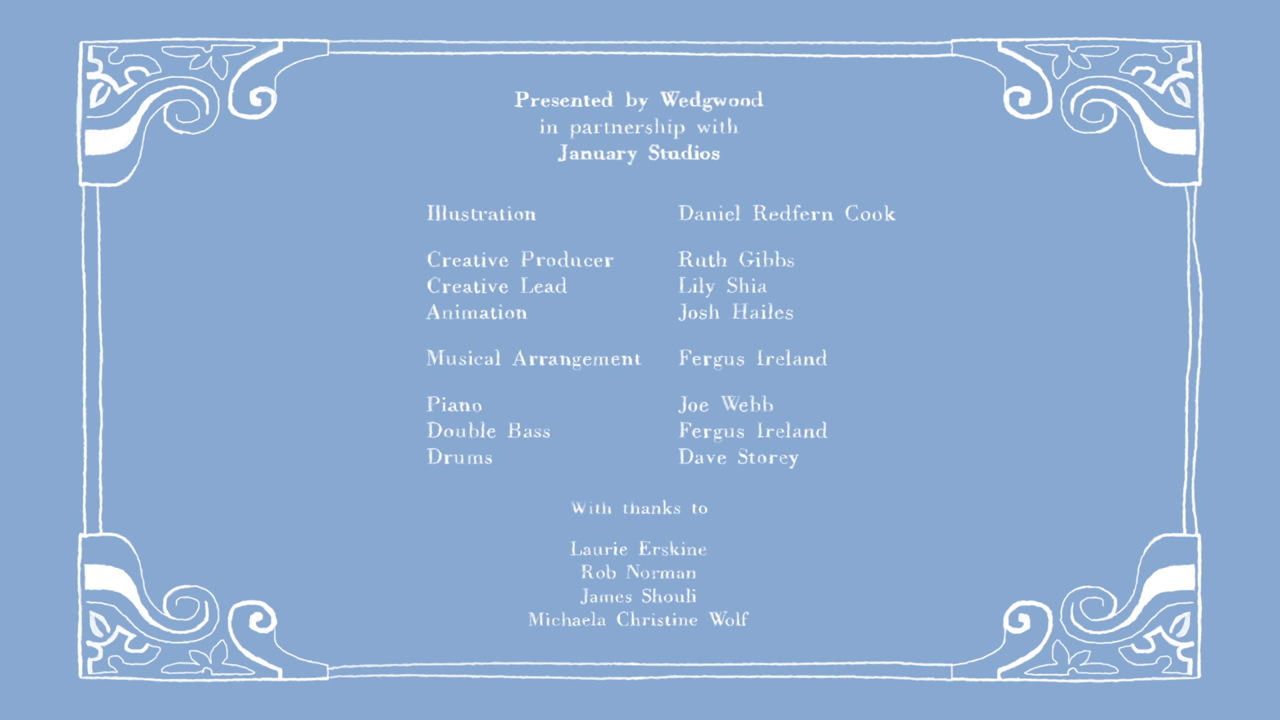 Presented by Wedgwood
in partnership with
January Studios
Illustration Daniel Redfern Cook
Creative Producer Ruth Gibbs
Creative Lead Lily Shia
Animation Josh Hailes
Musical Arrangement Fergus Ireland
Piano Joe Webb
Double Bass Fergus Ireland
Drums Dave Storey
With thanks to
Laurie Erskine
Rob Norman
James Shouli
Michaela Christine Wolf